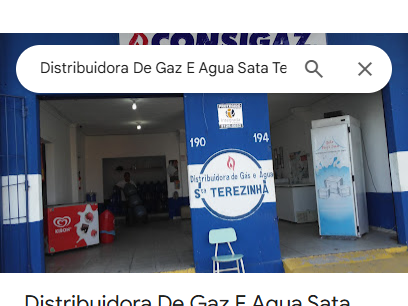 CONSIGAZ
Distribuidora De Gaz E Agua Sata Te
190
194
Distribuidora de Gás e Água
Sta TEREZINHA
Distribuidora De Gaz E Agua Sata